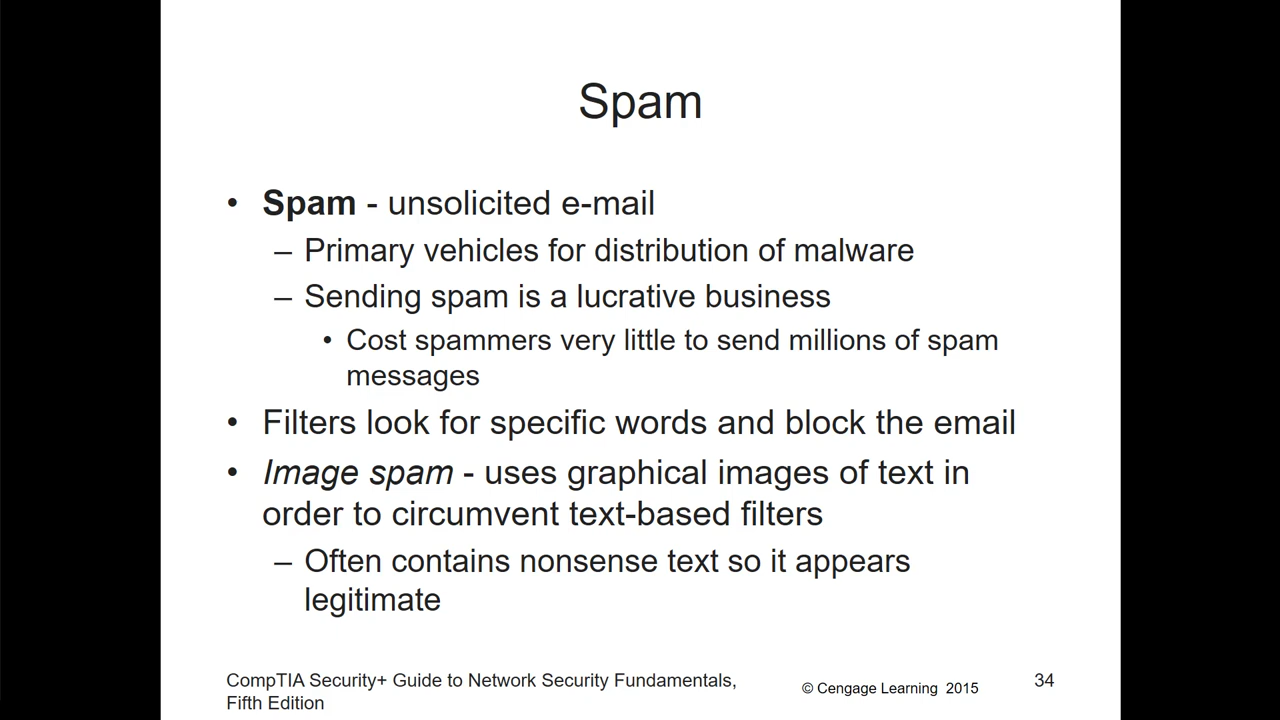 Spam
• Spam - unsolicited e-mail
– Primary vehicles for distribution of malware
– Sending spam is a lucrative business
• Cost spammers very little to send millions of spam
messages
• Filters look for specific words and block the email
• Image spam - uses graphical images of text in
order to circumvent text-based filters
– Often contains nonsense text so it appears
legitimate
CompTIA Security+ Guide to Network Security Fundamentals,
Fifth Edition
© Cengage Learning 2015
34